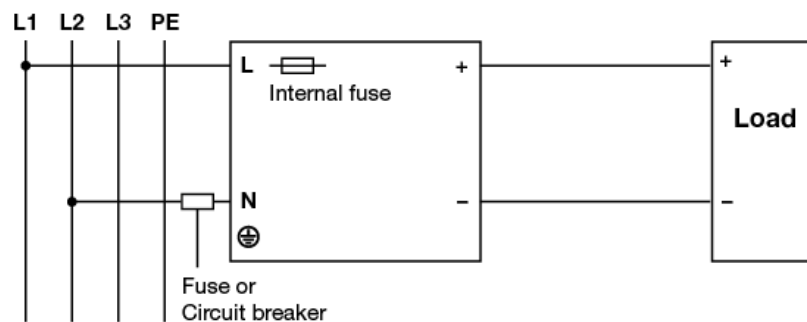 L1 L2 L3 PE
L + +
Internal fuse
Load
N − −
Fuse or
Circuit breaker